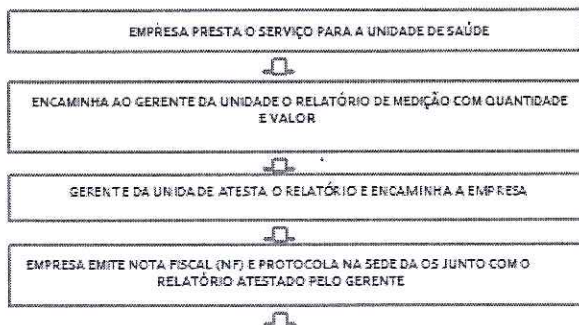 EMPRESA PRESTA O SERVIÇO PARA A UNIDADE DE SAÚDE
ENCAMINHA AO GERENTE DA UNIDADE O RELATÓRIO DE MEDIÇÃO COM QUANTIDADE
E VALOR
GERENTE DA UNIDADE ATESTA O RELATÓRIO E ENCAMINHA A EMPRESA
EMPRESA EMITE NOTA FISCAL (NF) E PROTOCOLA NA SEDE DA OS JUNTO COM O
RELATÓRIO ATESTADO PELO GERENTE